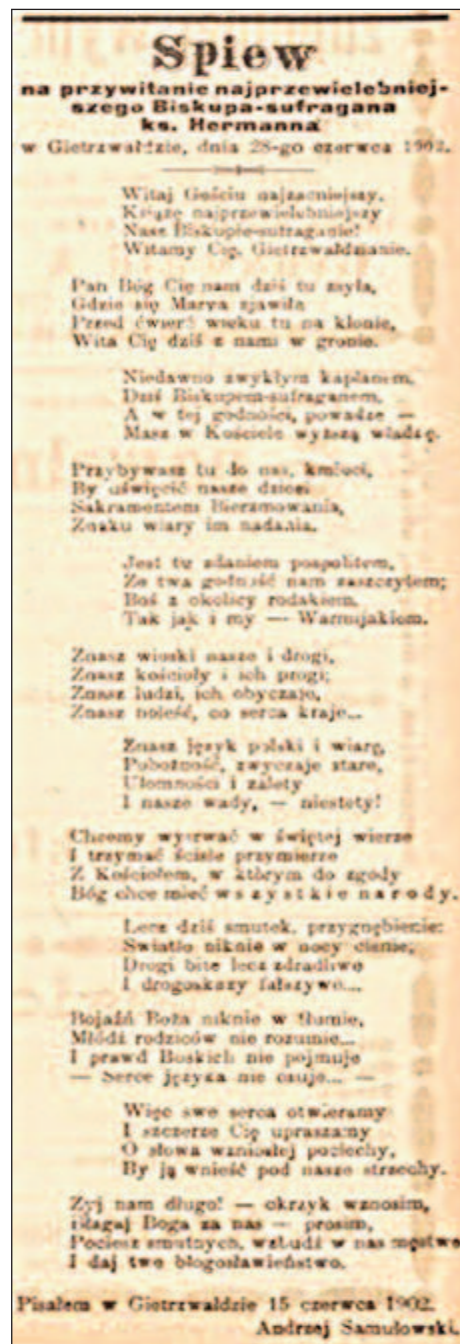 Spiew
na przywitanie najprzewielebniej-
szego Biskupa-sufragana
ks. Hermanna
w Gietrzwałdzie, dnia 28-go czerwca 1902.
Witaj Gościu najzacniejszy,
Książę najprzewielebniejszy
Nasz Biskupie-sufraganie!
Witamy Cię, Gietrzwałdzianie.
Pan Bóg Cię nam dziś tu zsyła,
Gdzie się Marya zjawiła
Przed ćwierć wieku tu na klonie,
Wita Cię dziś z nami w gronie.
Niedawno zwykłym kapłanem,
Dziś Biskupem-sufraganem,
A w tej godności, powadze —
Masz w Kościele wyższą władzę.
Przybywasz tu do nas, kmieci,
By uświęcić nasze dzieci
Sakramentem Bierzmowania,
Znaku wiary im nadania.
Jest tu zdaniem pospolitem,
Że twa godność nam zaszczytem;
Boś z okolicy rodakiem,
Tak jak i my — Warmijakiem.
Znasz wioski nasze i drogi,
Znasz kościoły i ich progi;
Znasz ludzi, ich obyczaje,
Znasz boleść, co serca kraje...
Znasz język polski i wiarę,
Pobożność, zwyczaje stare,
Ułomności i zalety
I nasze wady, — niestety!
Chcemy wytrwać w świętej wierze
I trzymać ściśle przymierze
Z Kościołem, w którym do zgody
Bóg chce mieć wszystkie narody.
Lecz dziś smutek, przygnębienie:
Światło niknie w nocy cienie,
Drogi bite lecz zdradliwe
I drogoskazy fałszywe...
Bojaźń Boża niknie w tłumie,
Młódź rodziców nie rozumie...
I prawd Boskich nie pojmuje
— Serce języka nie czuje... —
Więc swe serca otwieramy
I szczerze Cię upraszamy
O słowa wzniosłej pociechy,
By ją wnieść pod nasze strzechy.
Żyj nam długo! — okrzyk wznosim,
Błagaj Boga za nas — prosim,
Pociesz smutnych, wzbudź w nas męstwo
I daj twe błogosławieństwo.
Pisałem w Gietrzwałdzie 15 czerwca 1902.
Andrzej Samulowski.